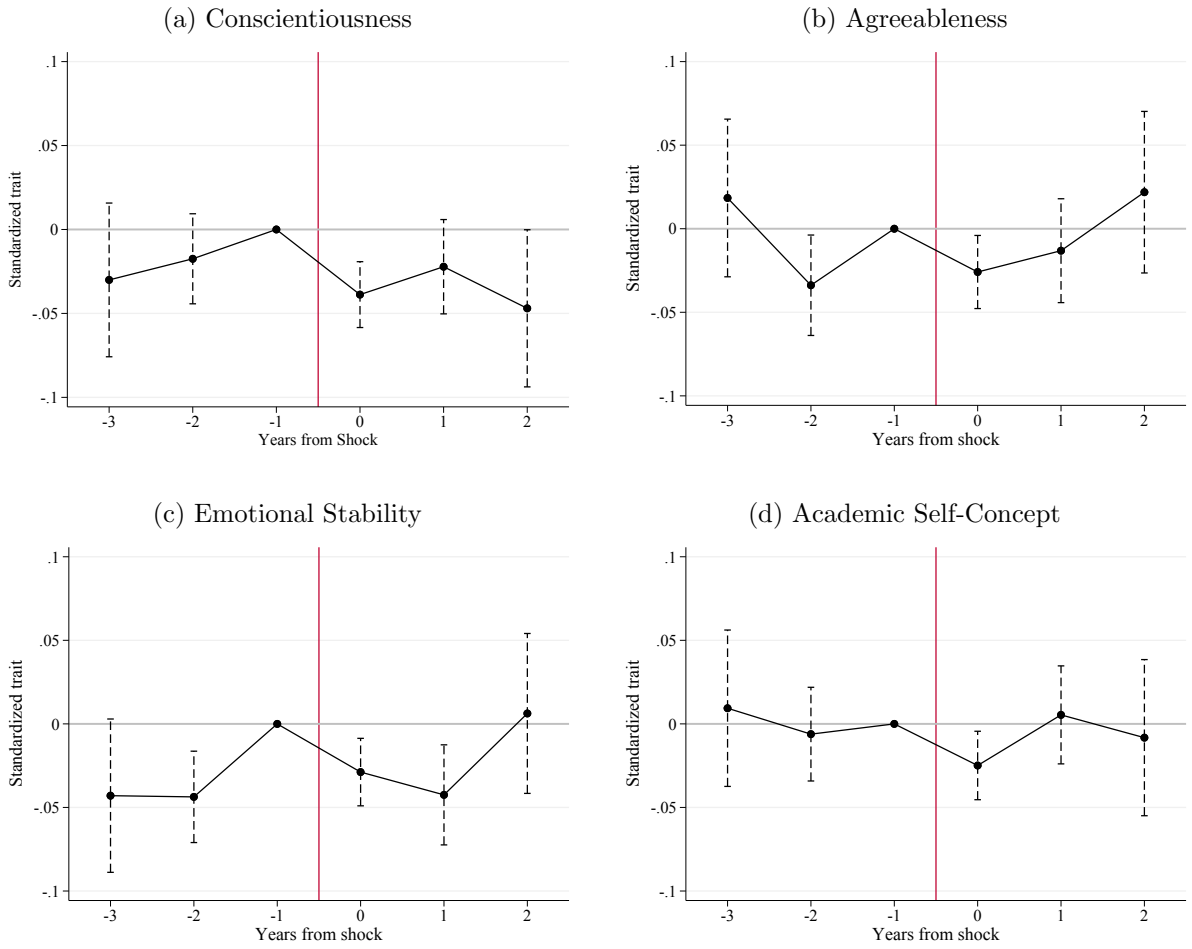 (a) Conscientiousness
.1
.05
0
-.05
-.1
Standardized trait
-3 -2 -1 0 1 2
Years from Shock
(b) Agreeableness
.1
.05
0
-.05
-.1
Standardized trait
-3 -2 -1 0 1 2
Years from shock
(c) Emotional Stability
.1
.05
0
-.05
-.1
Standardized trait
-3 -2 -1 0 1 2
Years from shock
(d) Academic Self-Concept
.1
.05
0
-.05
-.1
Standardized trait
-3 -2 -1 0 1 2
Years from shock